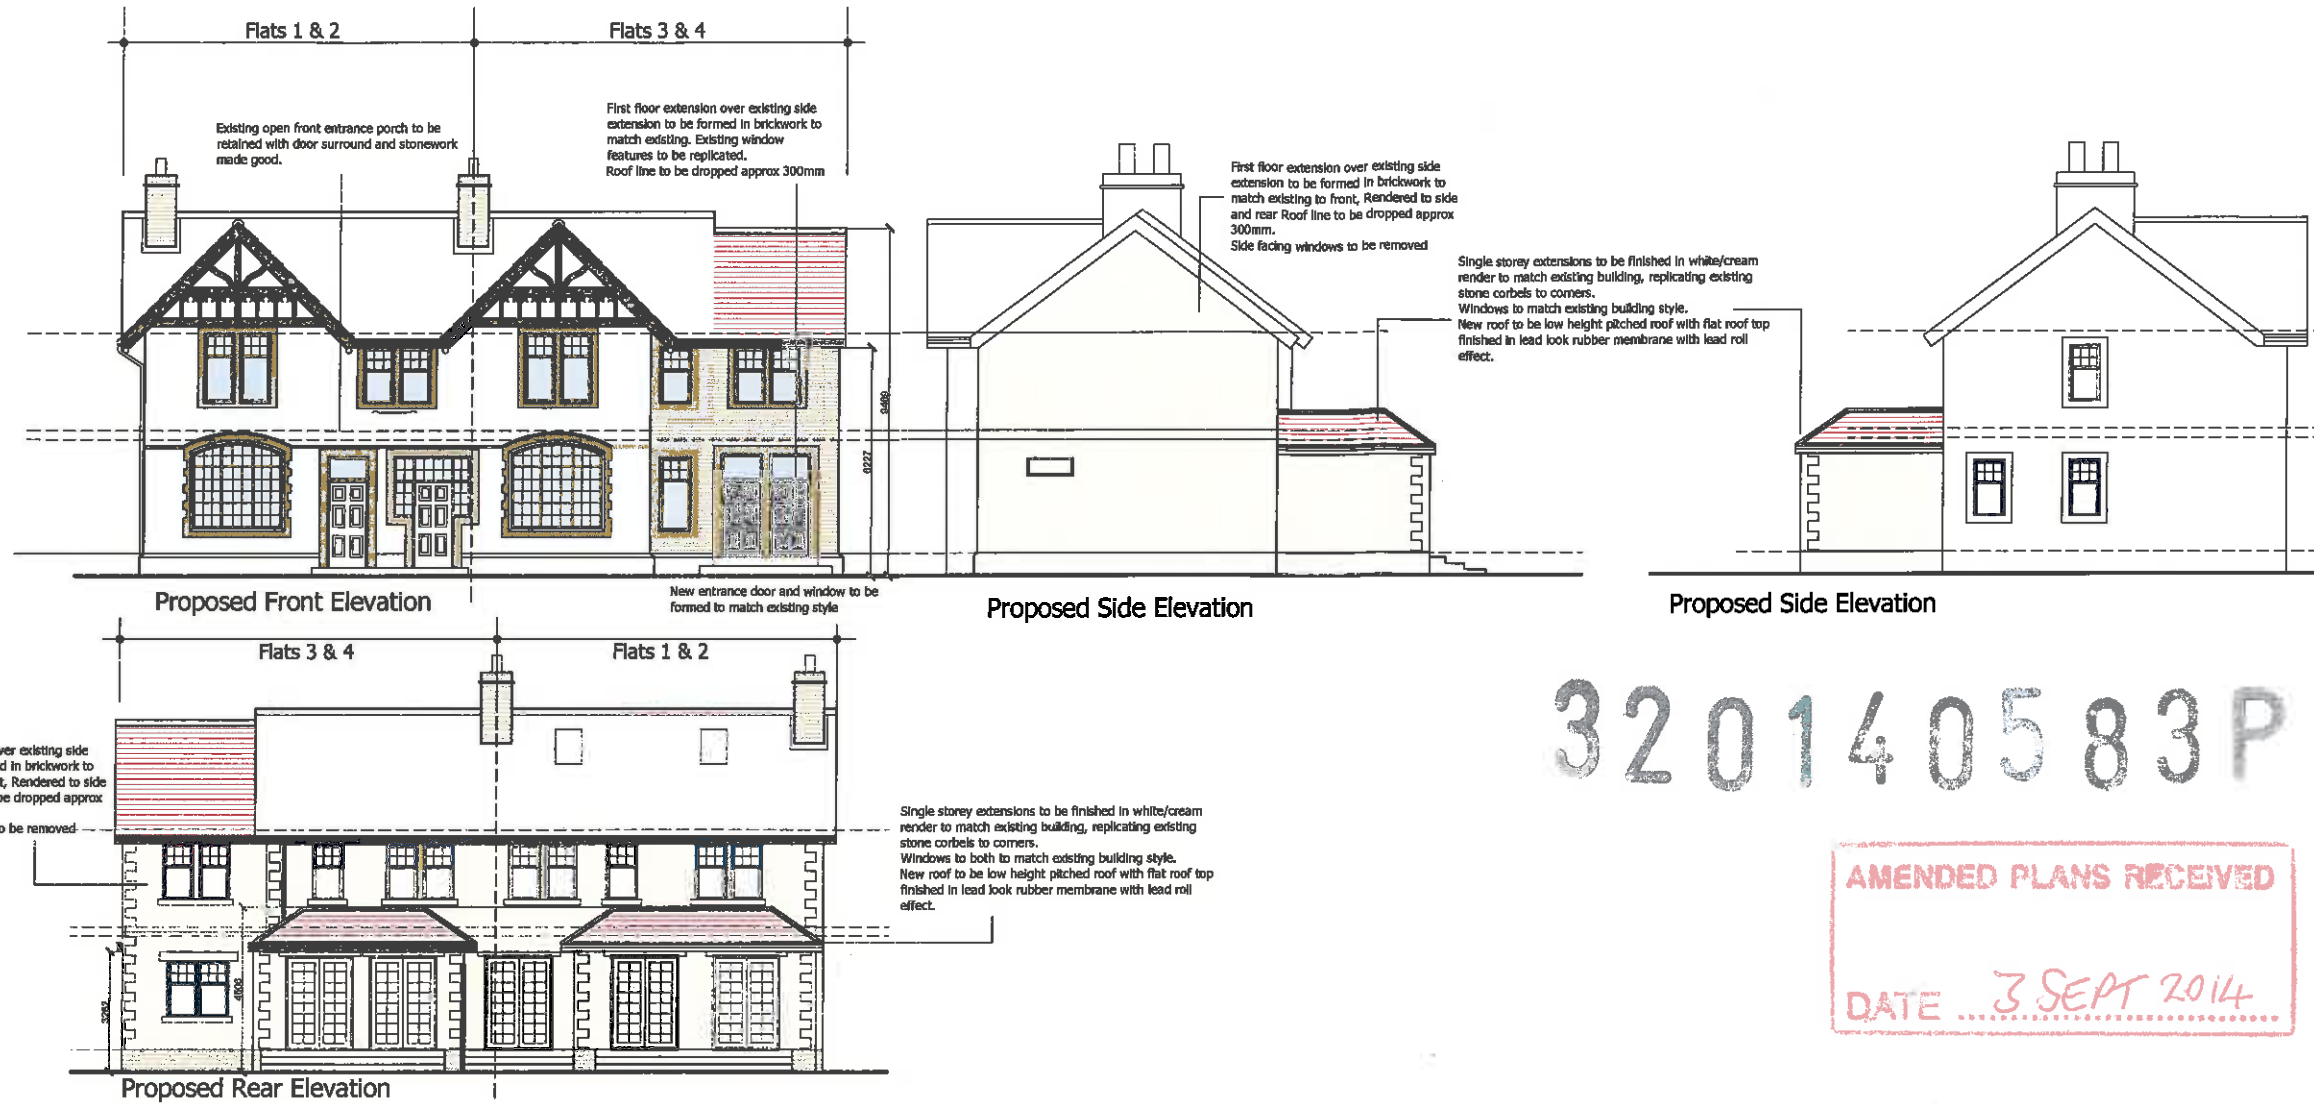 Flats 1 & 2
Flats 3 & 4
Existing open front entrance porch to be
retained with door surround and stonework
made good.
First floor extension over existing side
extension to be formed in brickwork to
match existing. Existing window
features to be replicated.
Roof line to be dropped approx 300mm
9409
6227
New entrance door and window to be
formed to match existing style
Proposed Front Elevation
First floor extension over existing side
extension to be formed in brickwork to
match existing to front, Rendered to side
and rear Roof line to be dropped approx
300mm.
Side facing windows to be removed
Single storey extensions to be finished in white/cream
render to match existing building, replicating existing
stone corbels to corners.
Windows to match existing building style.
New roof to be low height pitched roof with flat roof top
finished in lead look rubber membrane with lead roll
effect.
Proposed Side Elevation
Proposed Side Elevation
Flats 3 & 4
Flats 1 & 2
ver existing side
d in brickwork to
t, Rendered to side
be dropped approx
o be removed
Single storey extensions to be finished in white/cream
render to match existing building, replicating existing
stone corbels to corners.
Windows to both to match existing building style.
New roof to be low height pitched roof with flat roof top
finished in lead look rubber membrane with lead roll
effect.
Proposed Rear Elevation
320140583P
AMENDED PLANS RECEIVED
DATE 3 SEPT 2014